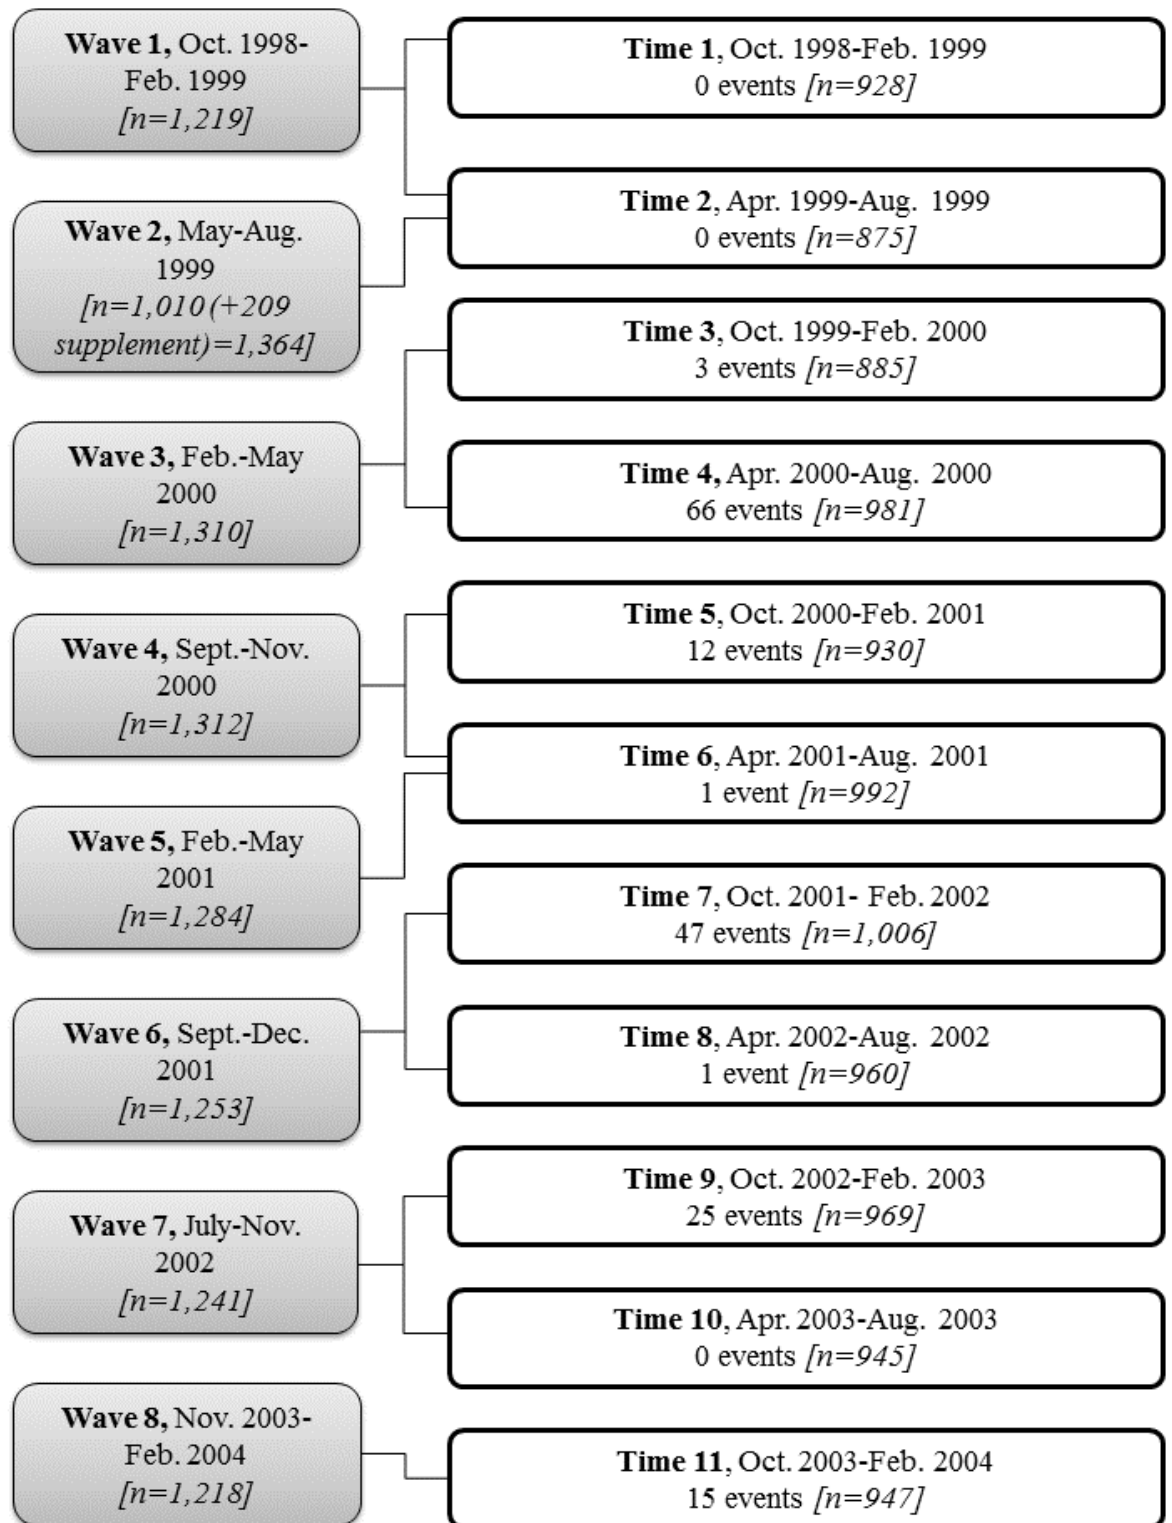 Wave 1, Oct. 1998-
Feb. 1999
[n=1,219]
Time 1, Oct. 1998-Feb. 1999
0 events [n=928]
Wave 2, May-Aug.
1999
[n=1,010 (+209
supplement)=1,364]
Time 2, Apr. 1999-Aug. 1999
0 events [n=875]
Time 3, Oct. 1999-Feb. 2000
3 events [n=885]
Wave 3, Feb.-May
2000
[n=1,310]
Time 4, Apr. 2000-Aug. 2000
66 events [n=981]
Wave 4, Sept.-Nov.
2000
[n=1,312]
Time 5, Oct. 2000-Feb. 2001
12 events [n=930]
Time 6, Apr. 2001-Aug. 2001
1 event [n=992]
Wave 5, Feb.-May
2001
[n=1,284]
Time 7, Oct. 2001- Feb. 2002
47 events [n=1,006]
Wave 6, Sept.-Dec.
2001
[n=1,253]
Time 8, Apr. 2002-Aug. 2002
1 event [n=960]
Time 9, Oct. 2002-Feb. 2003
25 events [n=969]
Wave 7, July-Nov.
2002
[n=1,241]
Time 10, Apr. 2003-Aug. 2003
0 events [n=945]
Wave 8, Nov. 2003-
Feb. 2004
[n=1,218]
Time 11, Oct. 2003-Feb. 2004
15 events [n=947]